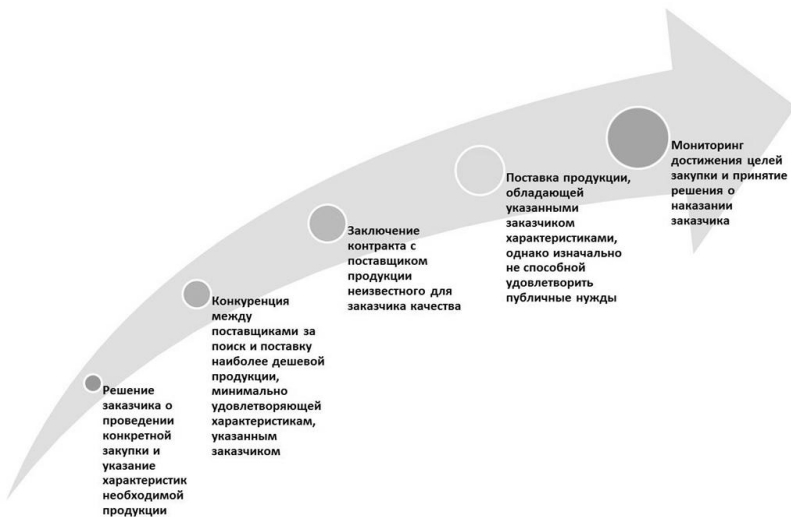 Решение
заказчика о
проведении
конкретной
закупки и
указание
характеристик
необходимой
продукции
Конкуренция
между
поставщиками за
поиск и поставку
наиболее дешевой
продукции,
минимально
удовлетворяющей
характеристикам,
указанным
заказчиком
Заключение
контракта с
поставщиком
продукции
неизвестного для
заказчика качества
Поставка продукции,
обладающей
указанными
заказчиком
характеристиками,
однако изначально
не способной
удовлетворить
публичные нужды
Мониторинг
достижения целей
закупки и принятие
решения о
наказании
заказчика